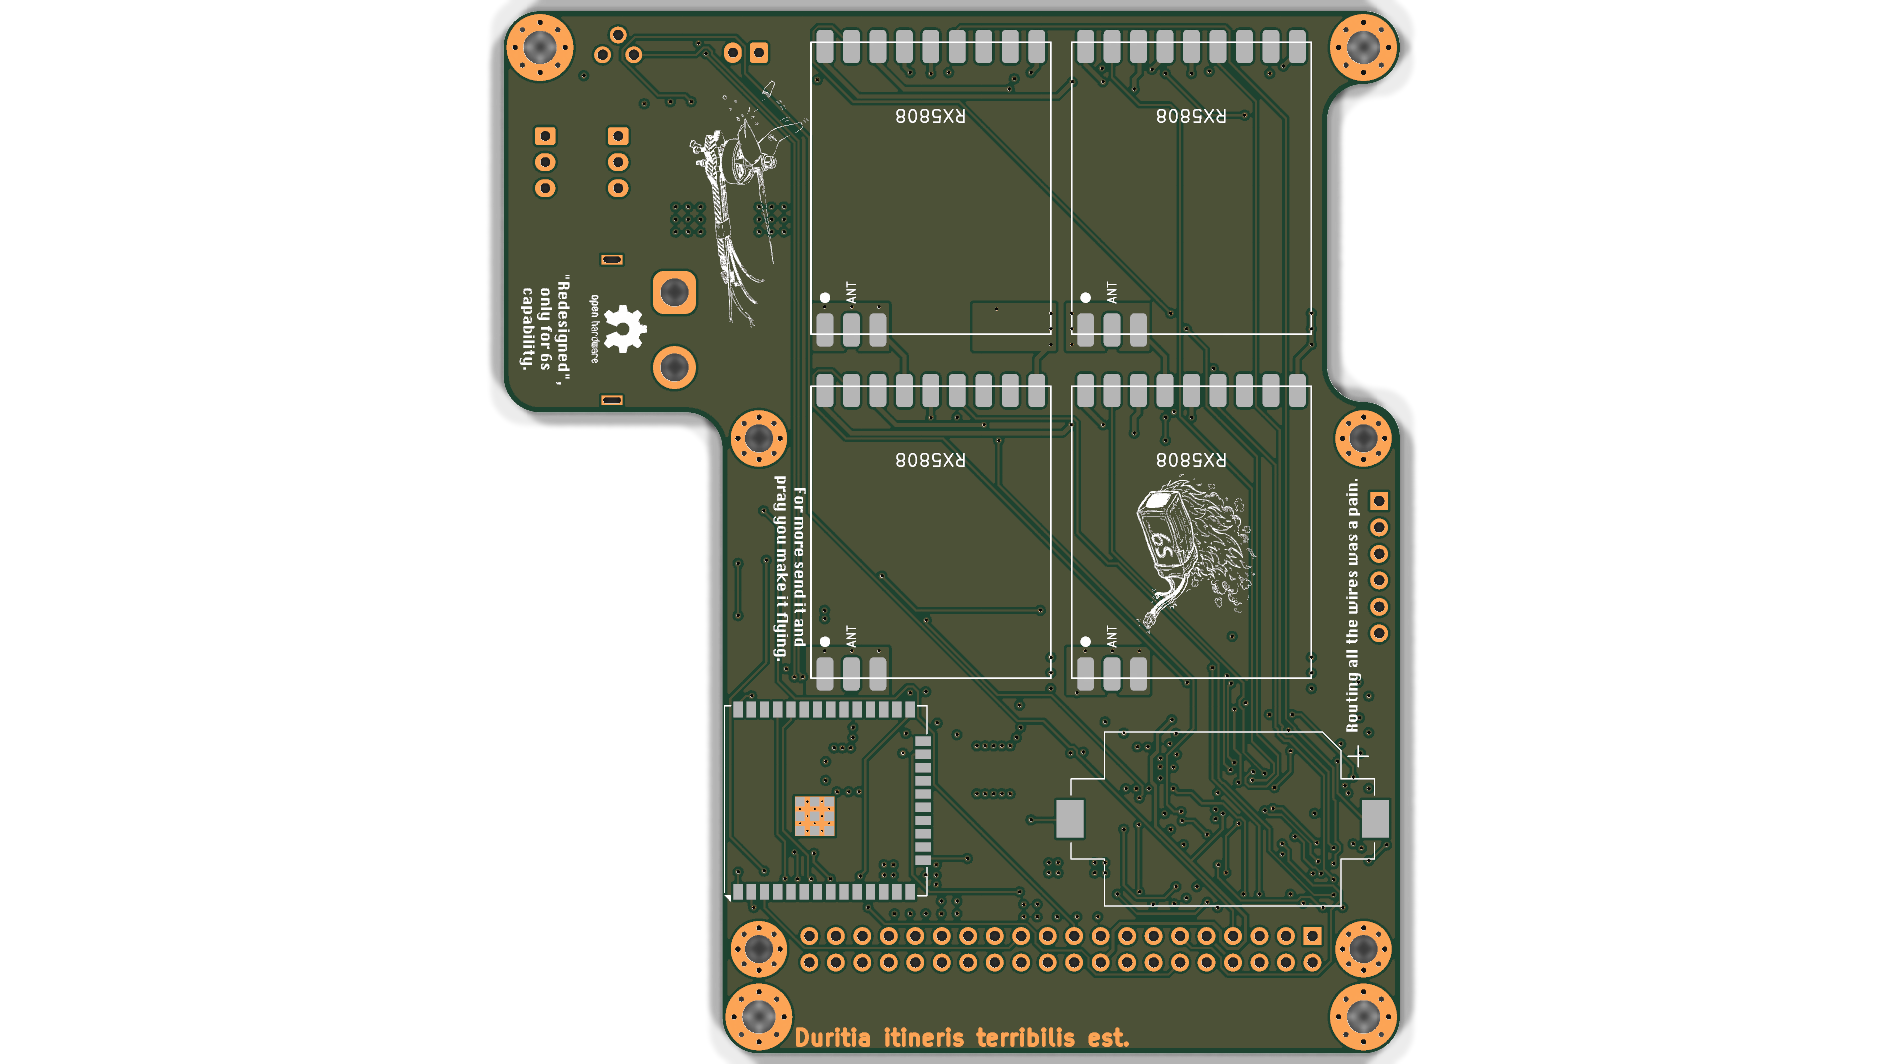 RX5808
RX5808
ANT
ANT
"Redesigned",
only for 6s
capability.
open hardware
RX5808
RX5808
6S
For more send it and
pray you make it flying.
Routing all the wires was a pain.
ANT
ANT
+
Duritia itineris terribilis est.